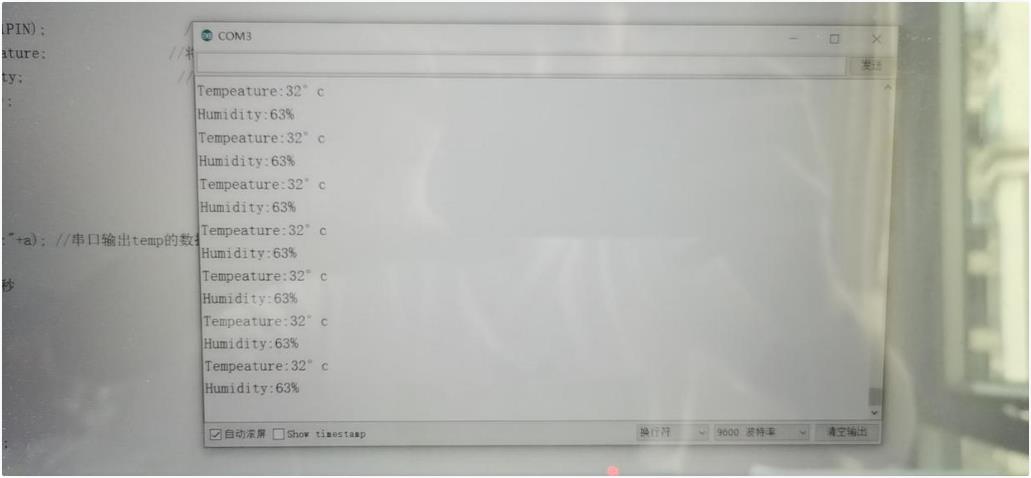 PIN);
COM3
ature; //将
ty; //
发送
Tempeature:32° c
Humidity:63%
Tempeature:32° c
Humidity:63%
Tempeature:32° c
Humidity:63%
Tempeature:32° c
:"+a); //串口输出temp的数据
Humidity:63%
Tempeature:32° c
秒
Humidity:63%
Tempeature:32° c
Humidity:63%
Tempeature:32° c
Humidity:63%
自动滚屏 Show timestamp 换行符 9600 波特率 清空输出